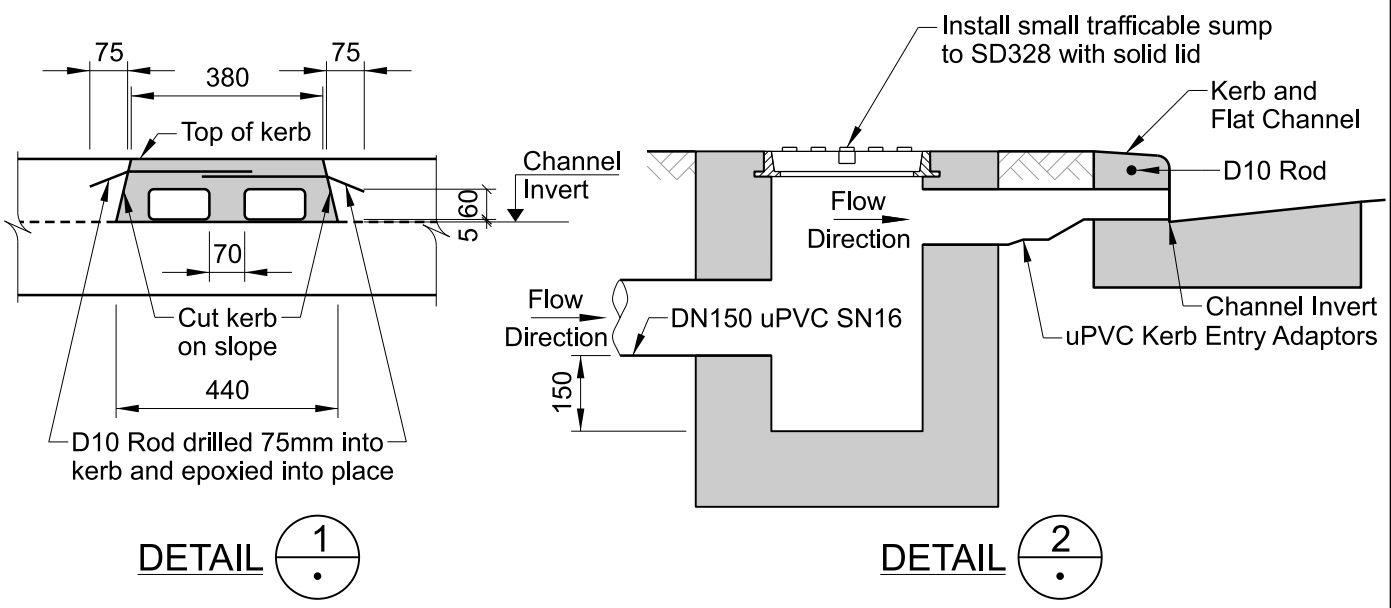 75
75
380
Top of kerb
Channel
Invert
60
5
70
Cut kerb
on slope
440
D10 Rod drilled 75mm into
kerb and epoxied into place
DETAIL
1
Install small trafficable sump
to SD328 with solid lid
Kerb and
Flat Channel
D10 Rod
Flow
Direction
Flow
Direction
DN150 uPVC SN16
Channel Invert
uPVC Kerb Entry Adaptors
150
DETAIL
2